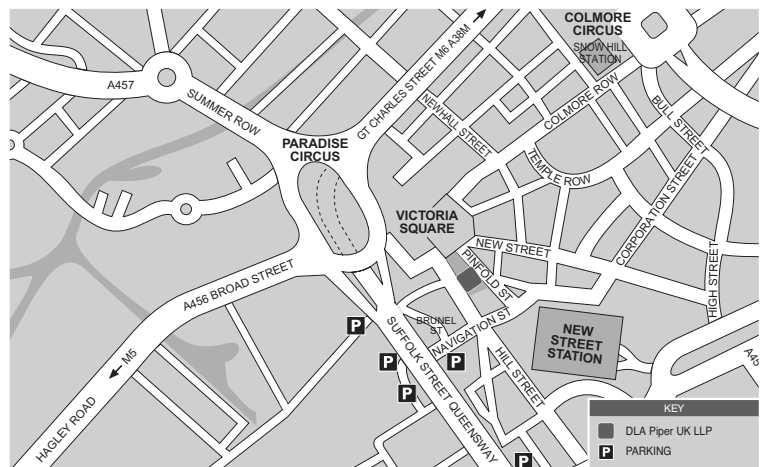 COLMORE
CIRCUS
SNOW HILL
STATION
A457
SUMMER ROW
GT CHARLES STREET M6 A38M
NEWHALL STREET
COLMORE ROW
BULL STREET
PARADISE
CIRCUS
TEMPLE ROW
CORPORATION STREET
VICTORIA
SQUARE
NEW STREET
PINFOLD ST
HIGH STREET
A456 BROAD STREET
BRUNEL
ST
NAVIGATION ST
SUFFOLK STREET QUEENSWAY
HILL STREET
NEW
STREET
STATION
M5
HAGLEY ROAD
P
P
P
P
P
KEY
DLA Piper UK LLP
P PARKING